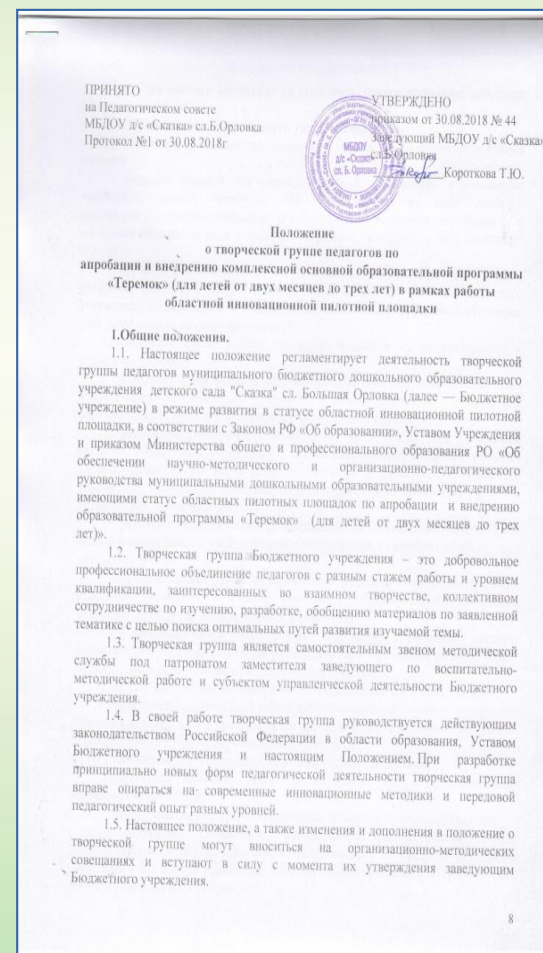 ПРИНЯТО
на Педагогическом совете
МБДОУ д/с «Сказка» сл.Б.Орловка
Протокол №1 от 30.08.2018г
УТВЕРЖДЕНО
приказом от 30.08.2018 № 44
Заведующий МБДОУ д/с «Сказка»
сл.Б.Орловка
Короткова Т.Ю.
МБДОУ
д/с «Сказка»
сл. Б. Орловка
Положение
о творческой группе педагогов по
апробации и внедрению комплексной основной образовательной программы
«Теремок» (для детей от двух месяцев до трех лет) в рамках работы
областной инновационной пилотной площадки
1.Общие положения.
1.1. Настоящее положение регламентирует деятельность творческой
группы педагогов муниципального бюджетного дошкольного образовательного
учреждения детского сада "Сказка" сл. Большая Орловка (далее — Бюджетное
учреждение) в режиме развития в статусе областной инновационной пилотной
площадки, в соответствии с Законом РФ «Об образовании», Уставом Учреждения
и приказом Министерства общего и профессионального образования РО «Об
обеспечении научно-методического и организационно-педагогического
руководства муниципальными дошкольными образовательными учреждениями,
имеющими статус областных пилотных площадок по апробации и внедрению
образовательной программы «Теремок» (для детей от двух месяцев до трех
лет)».
1.2. Творческая группа Бюджетного учреждения – это добровольное
профессиональное объединение педагогов с разным стажем работы и уровнем
квалификации, заинтересованных во взаимном творчестве, коллективном
сотрудничестве по изучению, разработке, обобщению материалов по заявленной
тематике с целью поиска оптимальных путей развития изучаемой темы.
1.3. Творческая группа является самостоятельным звеном методической
службы под патронатом заместителя заведующего по воспитательно-
методической работе и субъектом управленческой деятельности Бюджетного
учреждения.
1.4. В своей работе творческая группа руководствуется действующим
законодательством Российской Федерации в области образования, Уставом
Бюджетного учреждения и настоящим Положением. При разработке
принципиально новых форм педагогической деятельности творческая группа
вправе опираться на современные инновационные методики и передовой
педагогический опыт разных уровней.
1.5. Настоящее положение, а также изменения и дополнения в положение о
творческой группе могут вноситься на организационно-методических
совещаниях и вступают в силу с момента их утверждения заведующим
Бюджетного учреждения.
8